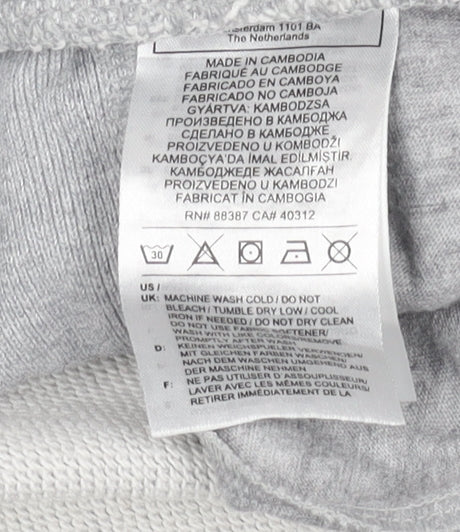 Amsterdam 1101 BA
The Netherlands
MADE IN CAMBODIA
FABRIQUÉ AU CAMBODGE
FABRICADO EN CAMBOYA
FABRICADO NO CAMBOJA
GYÁRTVA: KAMBODZSA
ПРОИЗВЕДЕНО В КАМБОДЖА
СДЕЛАНО В КАМБОДЖЕ
PROIZVEDENO U KOMBODŽI
KAMBOÇYA'DA İMAL EDİLMİŞTİR.
КАМБОДЖЕДЕ ЖАСАЛҒАН
PROIZVEDENO U KAMBODZI
FABRICAT ÎN CAMBOGIA
RN# 88387 CA# 40312
30
US /
UK: MACHINE WASH COLD / DO NOT
BLEACH / TUMBLE DRY LOW / COOL
IRON IF NEEDED / DO NOT DRY CLEAN
DO NOT USE FABRIC SOFTENER/
WASH WITH LIKE COLORS/REMOVE
PROMPTLY AFTER WASH
D: KEINEN WEICHSPUELER VERWENDEN/
MIT GLEICHEN FARBEN WASCHEN/
NACH DEM WASCHEN UMGEHEND AUS
DER MASCHINE NEHMEN
F: NE PAS UTILISER D'ASSOUPLISSEUR/
LAVER AVEC LES MÊMES COULEURS/
RETIRER IMMÉDIATEMENT DE LA